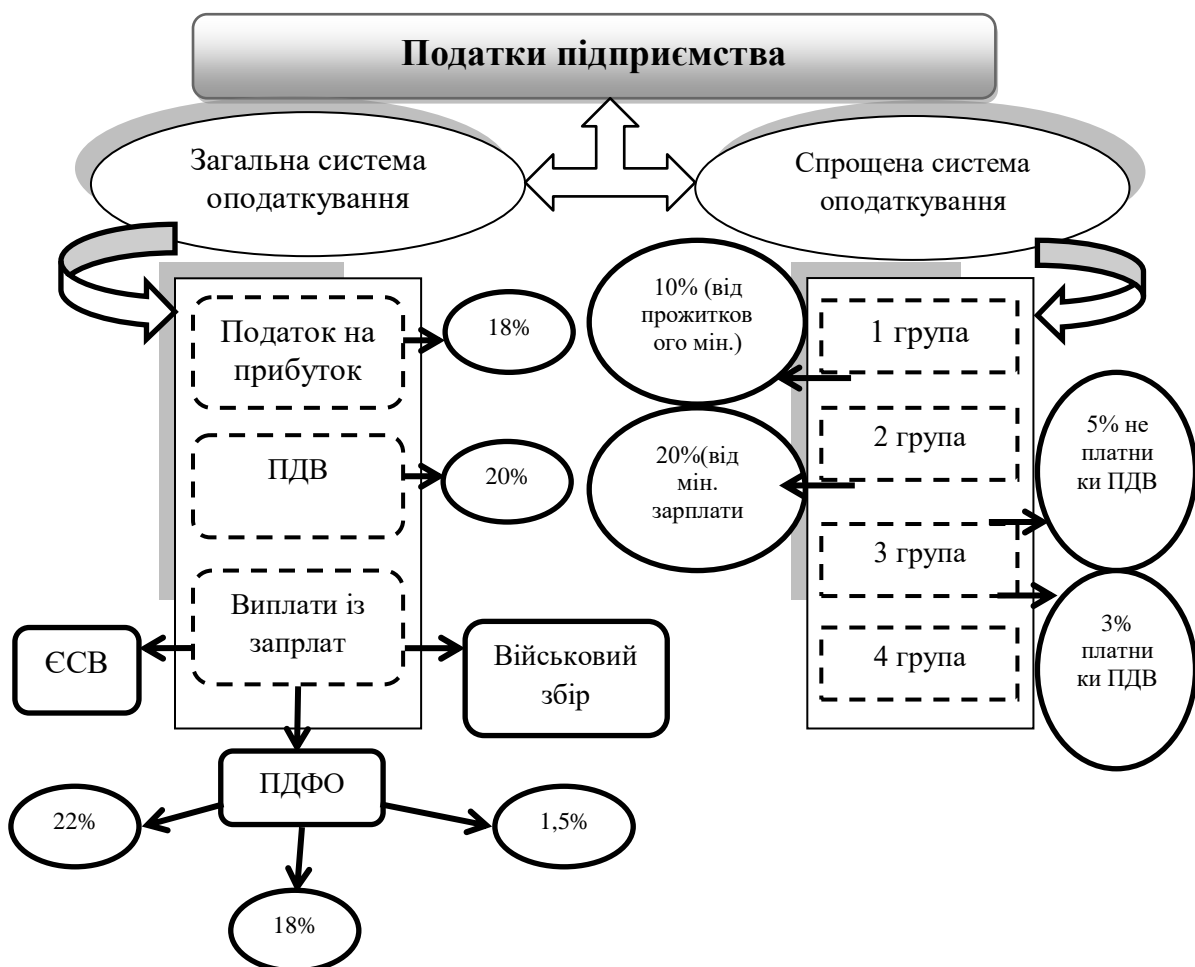 Податки підприємства
Загальна система
оподаткування
Спрощена система
оподаткування
Податок на
прибуток
18%
ПДВ
20%
Виплати із
запрлат
ЄСВ
Військовий
збір
ПДФО
22%
1,5%
18%
10% (від
прожитков
ого мін.)
1 група
20%(від
мін.
зарплати
2 група
5% не
платни
ки ПДВ
3 група
3%
платни
ки ПДВ
4 група